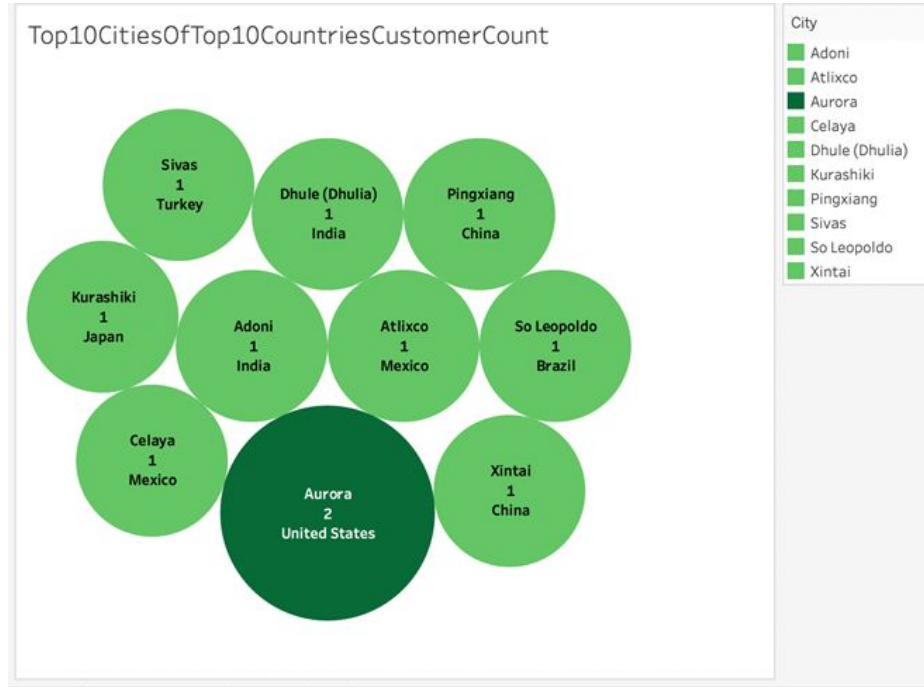 Top10CitiesOfTop10CountriesCustomerCount
Sivas
1
Turkey
Dhule (Dhulia)
1
India
Pingxiang
1
China
Kurashiki
1
Japan
Adoni
1
India
Atlixco
1
Mexico
So Leopoldo
1
Brazil
Celaya
1
Mexico
Aurora
2
United States
Xintai
1
China
City
Adoni
Atlixco
Aurora
Celaya
Dhule (Dhulia)
Kurashiki
Pingxiang
Sivas
So Leopoldo
Xintai